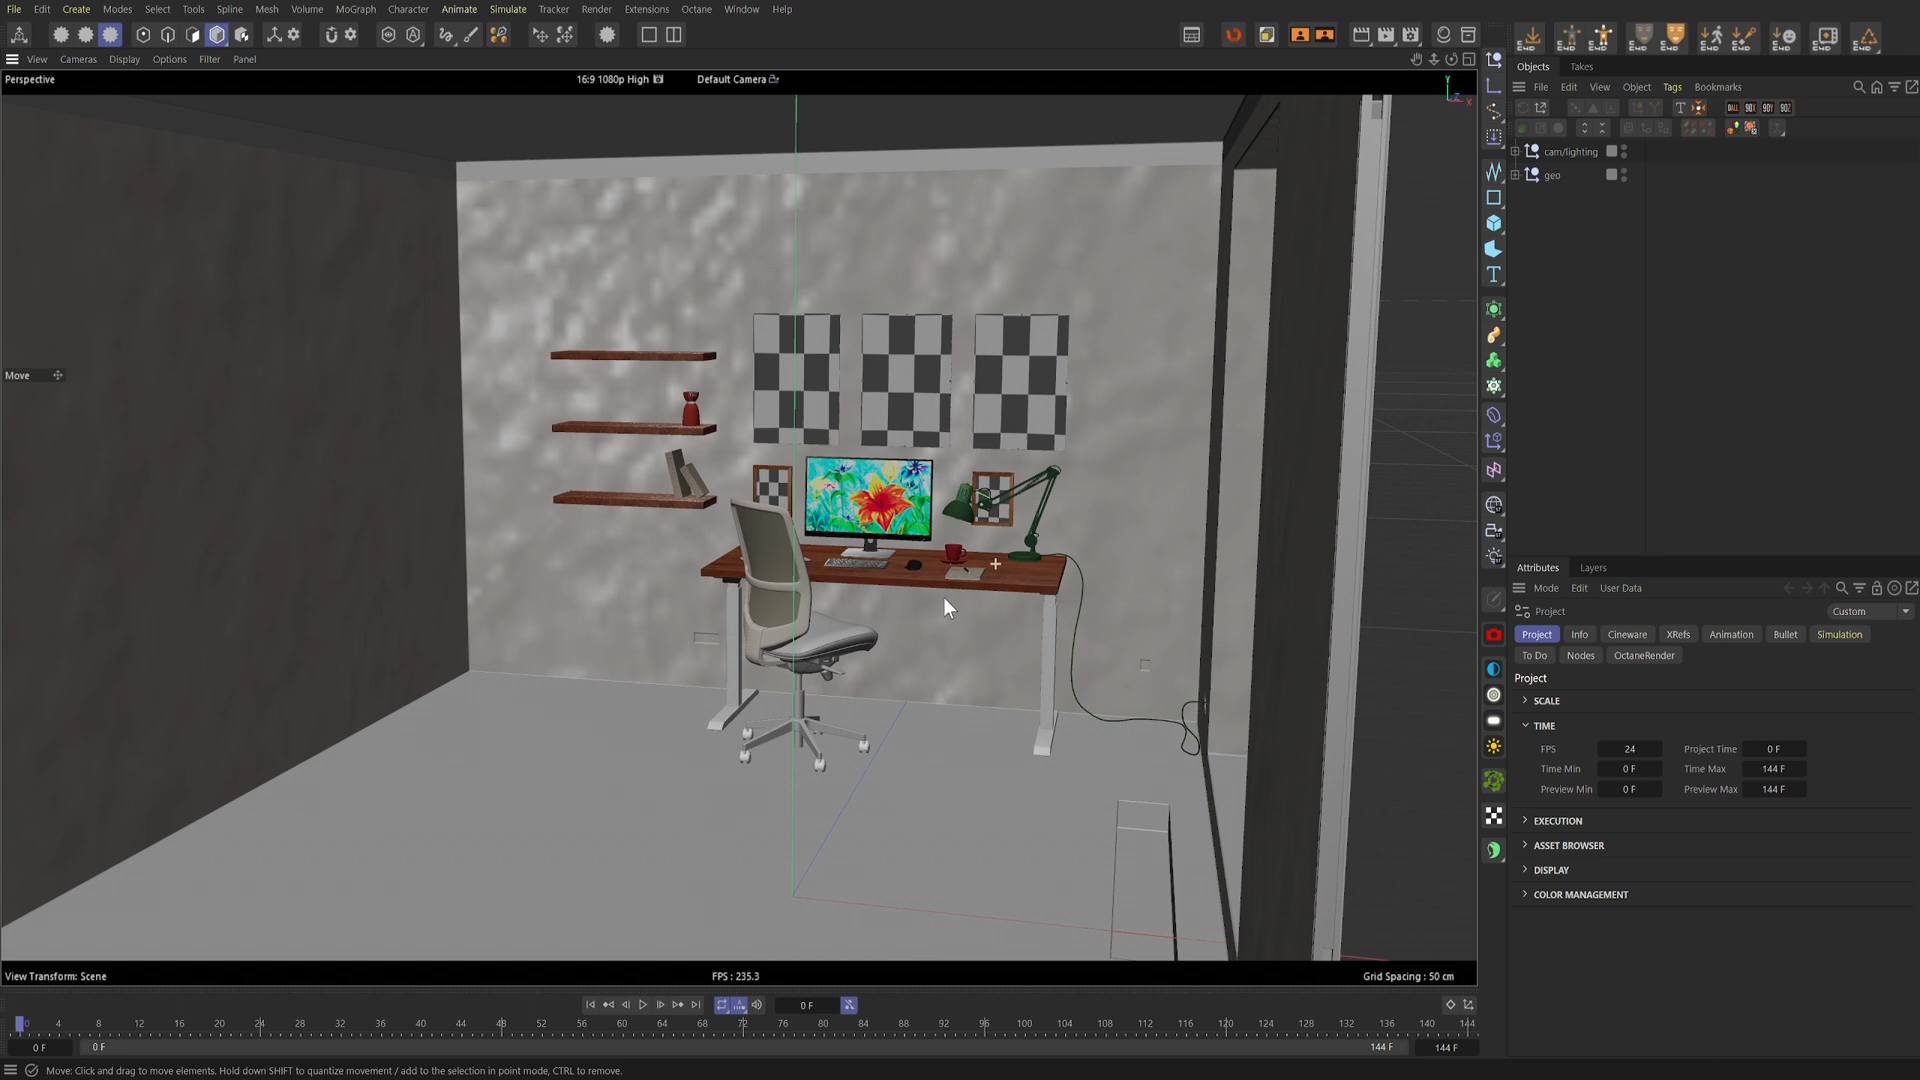 File Edit Create Modes Select Tools Spline Mesh Volume MoGraph Character Animate Simulate Tracker Render Extensions Octane Window Help
View Cameras Display Options Filter Panel
Objects Takes
Perspective 16:9 1080p High Default Camera
Y Z X
File Edit View Object Tags Bookmarks
cam/lighting
geo
Move
Attributes Layers
Mode Edit User Data
Project Custom
Project Info Cineware XRefs Animation Bullet Simulation
To Do Nodes OctaneRender
Project
SCALE
TIME
FPS 24 Project Time 0 F
Time Min 0 F Time Max 144 F
Preview Min 0 F Preview Max 144 F
EXECUTION
ASSET BROWSER
DISPLAY
COLOR MANAGEMENT
View Transform: Scene FPS : 235.3 Grid Spacing : 50 cm
0 F
0 4 8 12 16 20 24 28 32 36 40 44 48 52 56 60 64 68 72 76 80 84 88 92 96 100 104 108 112 116 120 124 128 132 136 140 144
0 F 0 F 144 F 144 F
Move: Click and drag to move elements. Hold down SHIFT to quantize movement / add to the selection in point mode, CTRL to remove.